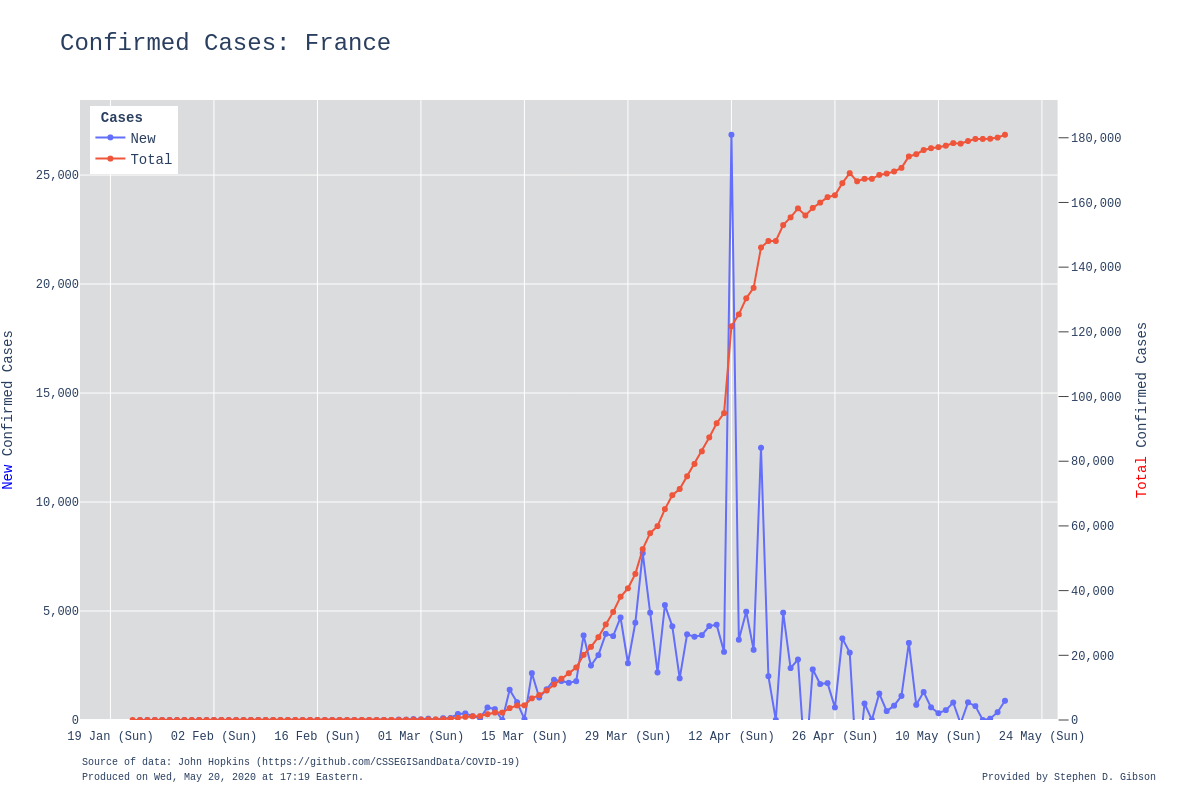 Confirmed Cases: France
Cases
New
Total
25,000
20,000
15,000
10,000
5,000
0
New Confirmed Cases
180,000
160,000
140,000
120,000
100,000
80,000
60,000
40,000
20,000
0
Total Confirmed Cases
19 Jan (Sun) 02 Feb (Sun) 16 Feb (Sun) 01 Mar (Sun) 15 Mar (Sun) 29 Mar (Sun) 12 Apr (Sun) 26 Apr (Sun) 10 May (Sun) 24 May (Sun)
Source of data: John Hopkins (https://github.com/CSSEGISandData/COVID-19)
Produced on Wed, May 20, 2020 at 17:19 Eastern.
Provided by Stephen D. Gibson